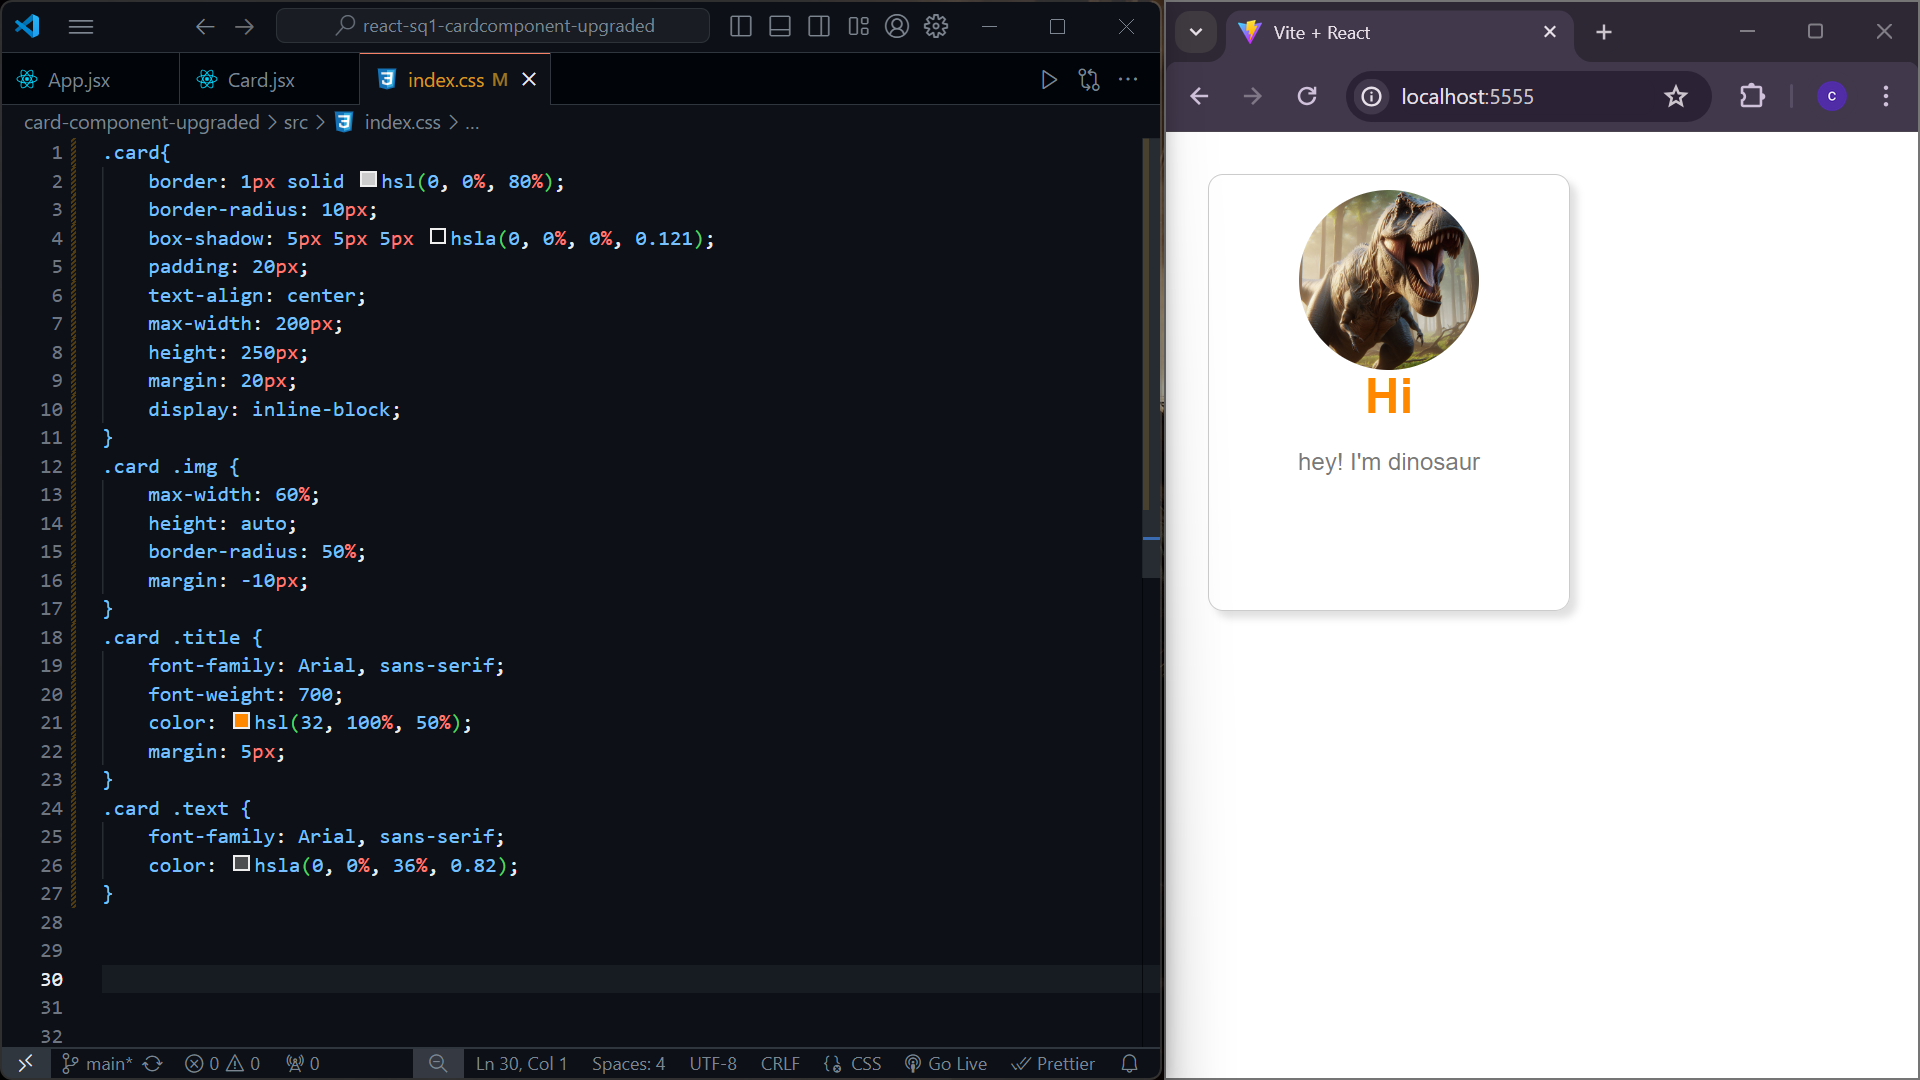 react-sq1-cardcomponent-upgraded
App.jsx
Card.jsx
index.css M
card-component-upgraded > src > index.css > ...
1 .card{
2 border: 1px solid hsl(0, 0%, 80%);
3 border-radius: 10px;
4 box-shadow: 5px 5px 5px hsla(0, 0%, 0%, 0.121);
5 padding: 20px;
6 text-align: center;
7 max-width: 200px;
8 height: 250px;
9 margin: 20px;
10 display: inline-block;
11 }
12 .card .img {
13 max-width: 60%;
14 height: auto;
15 border-radius: 50%;
16 margin: -10px;
17 }
18 .card .title {
19 font-family: Arial, sans-serif;
20 font-weight: 700;
21 color: hsl(32, 100%, 50%);
22 margin: 5px;
23 }
24 .card .text {
25 font-family: Arial, sans-serif;
26 color: hsla(0, 0%, 36%, 0.82);
27 }
28
29
30
31
32
main* 0 0 0 Ln 30, Col 1 Spaces: 4 UTF-8 CRLF {} CSS Go Live Prettier
Vite + React
localhost:5555
c
Hi
hey! I'm dinosaur